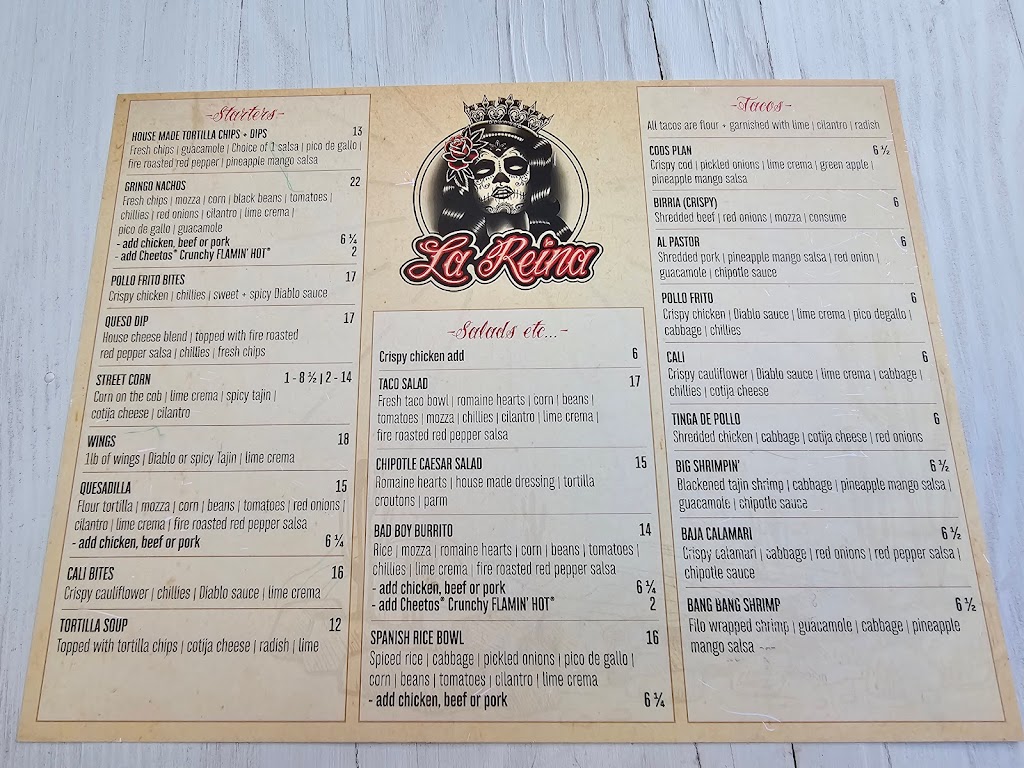 -Starters-
HOUSE MADE TORTILLA CHIPS + DIPS 13
Fresh chips | guacamole | Choice of 1 salsa | pico de gallo |
fire roasted red pepper | pineapple mango salsa
GRINGO NACHOS 22
Fresh chips | mozza | corn | black beans | tomatoes |
chillies | red onions | cilantro | lime crema |
pico de gallo | guacamole
- add chicken, beef or pork 6 ¼
- add Cheetos® Crunchy FLAMIN' HOT® 2
POLLO FRITO BITES 17
Crispy chicken | chillies | sweet + spicy Diablo sauce
QUESO DIP 17
House cheese blend | topped with fire roasted
red pepper salsa | chillies | fresh chips
STREET CORN 1 - 8 ½ | 2 - 14
Corn on the cob | lime crema | spicy tajin |
cotija cheese | cilantro
WINGS 18
1lb of wings | Diablo or spicy Tajin | lime crema
QUESADILLA 15
Flour tortilla | mozza | corn | beans | tomatoes | red onions |
cilantro | lime crema | fire roasted red pepper salsa
- add chicken, beef or pork 6 ¼
CALI BITES 16
Crispy cauliflower | chillies | Diablo sauce | lime crema
TORTILLA SOUP 12
Topped with tortilla chips | cotija cheese | radish | lime
La Reina
-Salads etc...-
Crispy chicken add 6
TACO SALAD 17
Fresh taco bowl | romaine hearts | corn | beans |
tomatoes | mozza | chillies | cilantro | lime crema |
fire roasted red pepper salsa
CHIPOTLE CAESAR SALAD 15
Romaine hearts | house made dressing | tortilla
croutons | parm
BAD BOY BURRITO 14
Rice | mozza | romaine hearts | corn | beans | tomatoes |
chillies | lime crema | fire roasted red pepper salsa
- add chicken, beef or pork 6 ¼
- add Cheetos® Crunchy FLAMIN' HOT® 2
SPANISH RICE BOWL 16
Spiced rice | cabbage | pickled onions | pico de gallo |
corn | beans | tomatoes | cilantro | lime crema
- add chicken, beef or pork 6 ¼
-Tacos-
All tacos are flour + garnished with lime | cilantro | radish
CODS PLAN 6 ½
Crispy cod | pickled onions | lime crema | green apple |
pineapple mango salsa
BIRRIA (CRISPY) 6
Shredded beef | red onions | mozza | consume
AL PASTOR 6
Shredded pork | pineapple mango salsa | red onion |
guacamole | chipotle sauce
POLLO FRITO 6
Crispy chicken | Diablo sauce | lime crema | pico degallo |
cabbage | chillies
CALI 6
Crispy cauliflower | Diablo sauce | lime crema | cabbage |
chillies | cotija cheese
TINGA DE POLLO 6
Shredded chicken | cabbage | cotija cheese | red onions
BIG SHRIMPIN' 6 ½
Blackened tajin shrimp | cabbage | pineapple mango salsa |
guacamole | chipotle sauce
BAJA CALAMARI 6 ½
Crispy calamari | cabbage | red onions | red pepper salsa |
chipotle sauce
BANG BANG SHRIMP 6 ½
Filo wrapped shrimp | guacamole | cabbage | pineapple
mango salsa